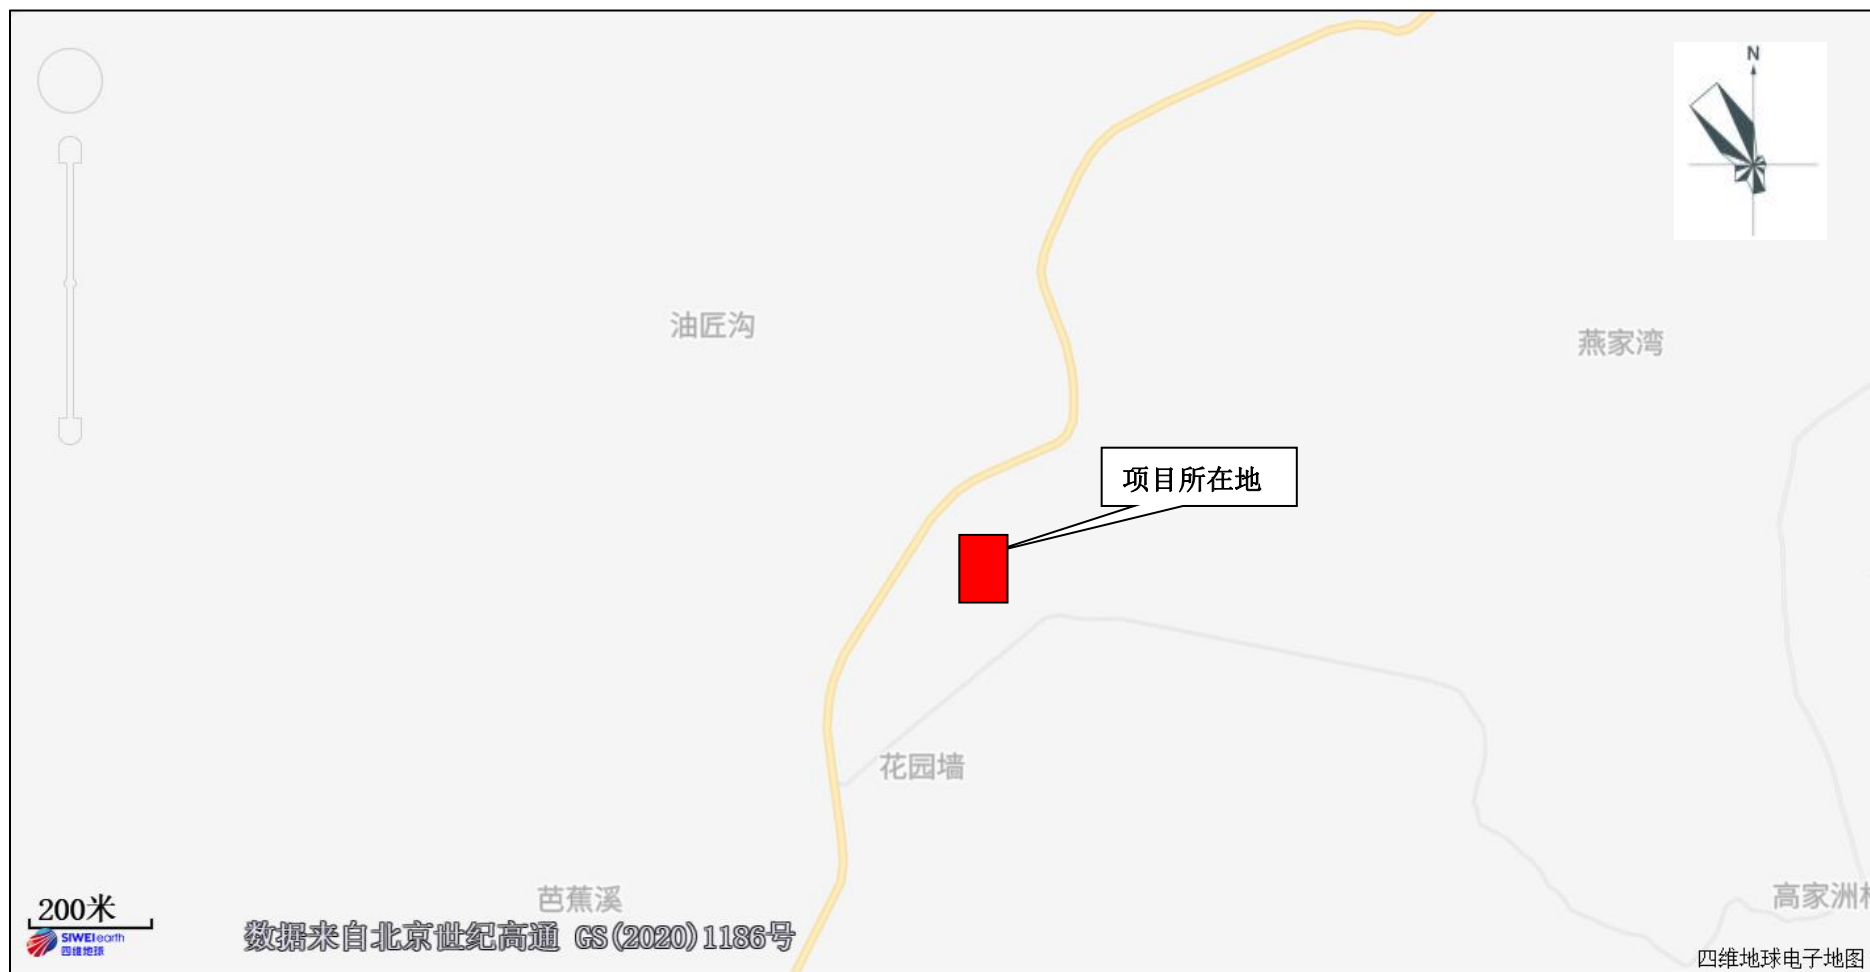 N
油匠沟
燕家湾
项目所在地
花园墙
芭蕉溪
高家洲
200米
SIWEI earth
四维地球
数据来自北京世纪高通 GS(2020)1186号
四维地球电子地图